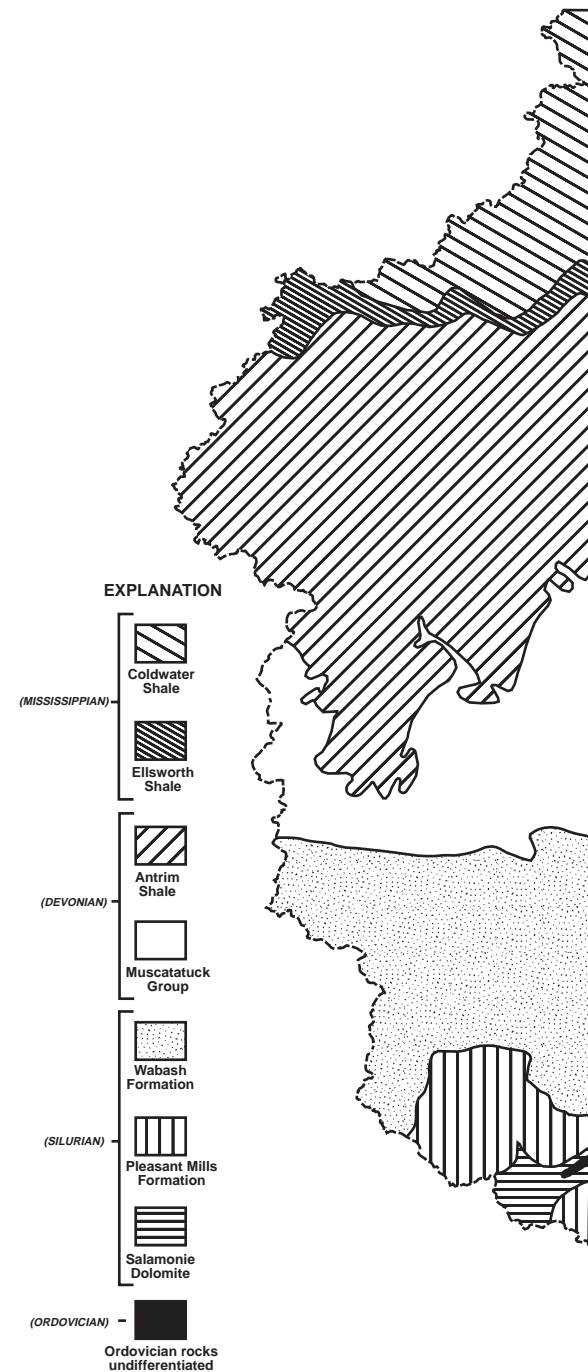 EXPLANATION
(MISSISSIPPIAN)
Coldwater
Shale
Ellsworth
Shale
(DEVONIAN)
Antrim
Shale
Muscatatuck
Group
(SILURIAN)
Wabash
Formation
Pleasant Mills
Formation
Salamonie
Dolomite
(ORDOVICIAN)
Ordovician rocks
undifferentiated